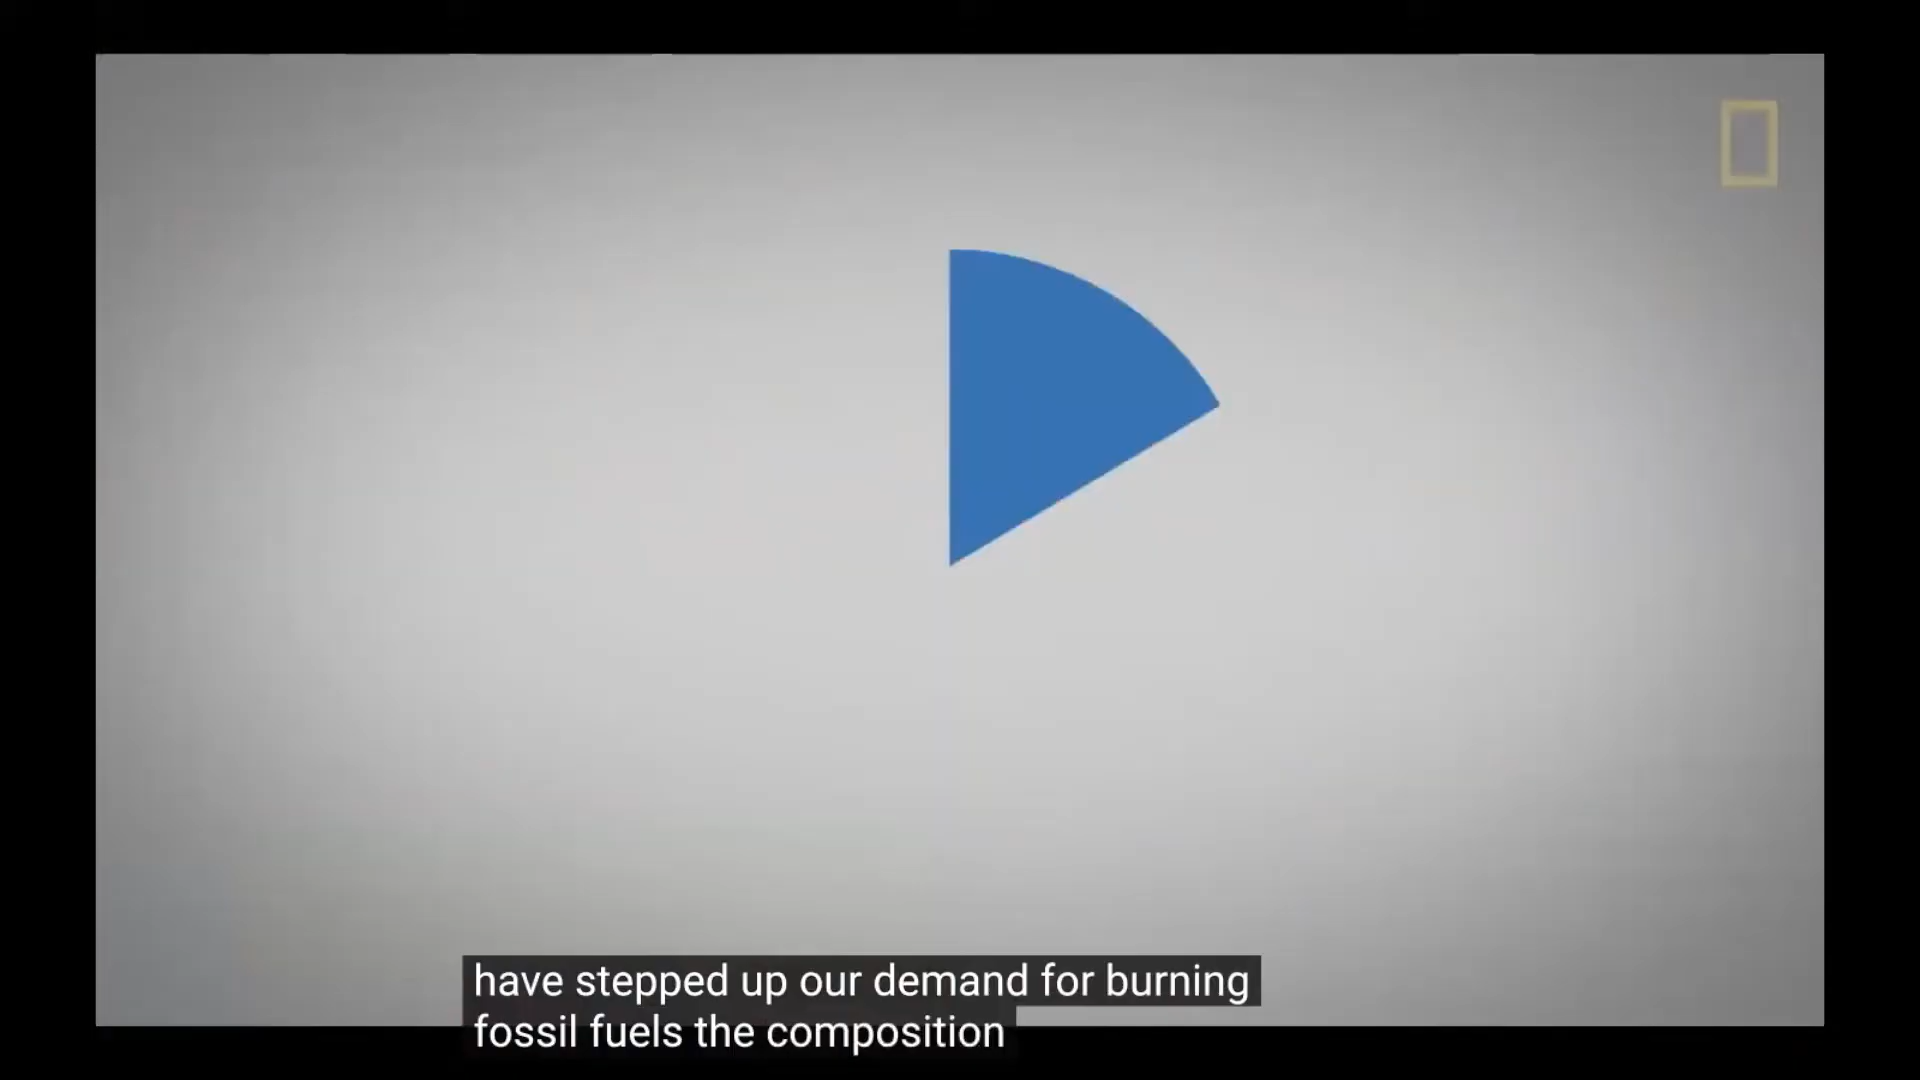 have stepped up our demand for burning
fossil fuels the composition